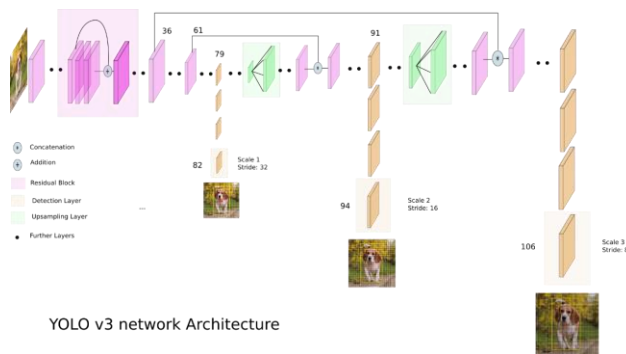 36
61
79
91
82
Scale 1
Stride: 32
94
Scale 2
Stride: 16
106
Scale 3
Stride:
Concatenation
Addition
Residual Block
Detection Layer
Upsampling Layer
...
Further Layers
YOLO v3 network Architecture